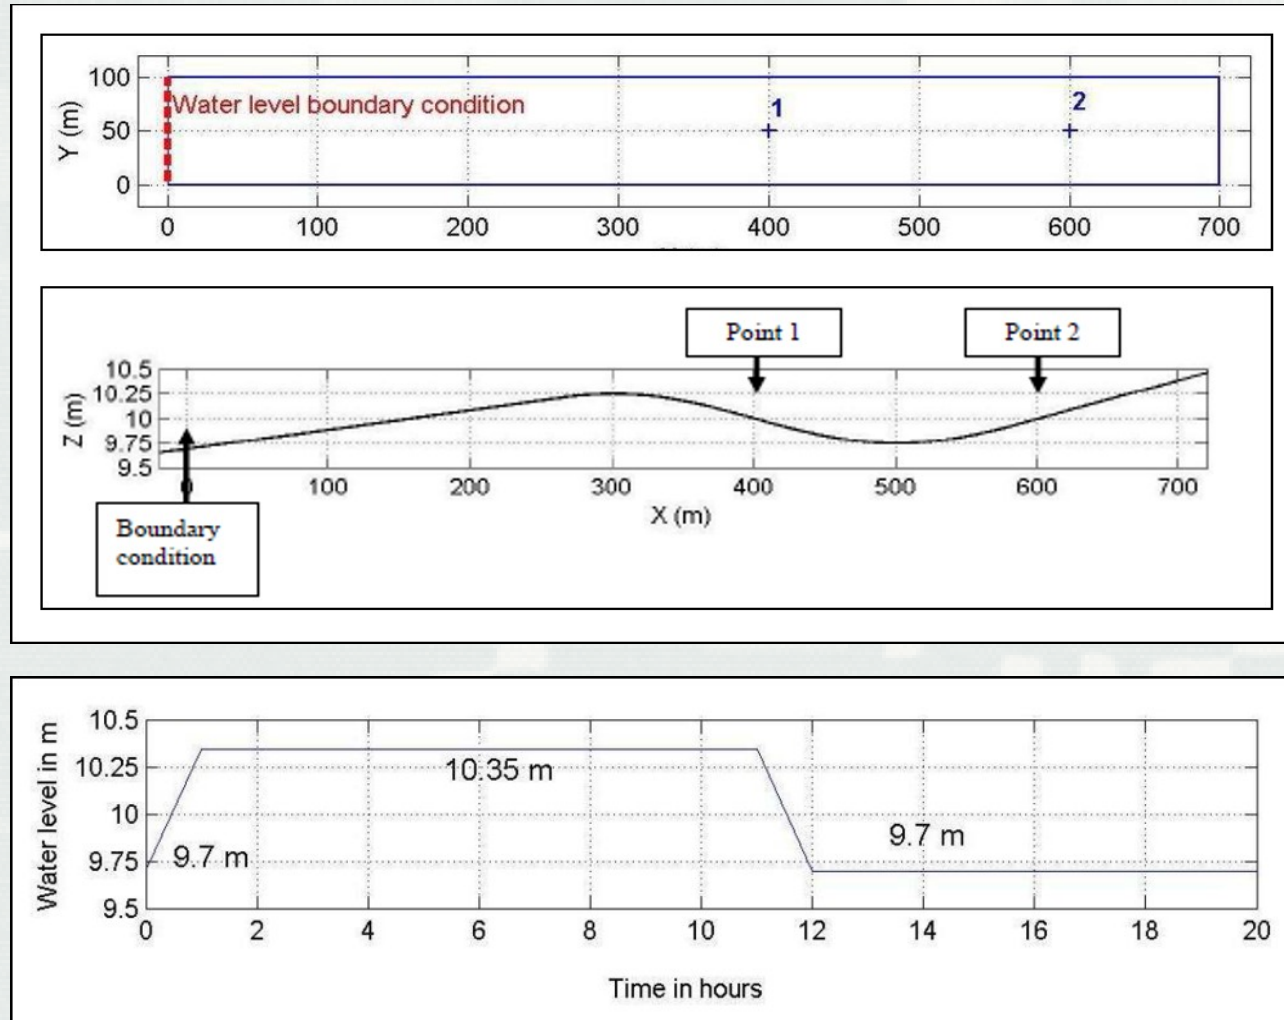 100
50
0
Y (m)
Water level boundary condition
1
2
0 100 200 300 400 500 600 700
Point 1
Point 2
10.5
10.25
10
9.75
9.5
Z (m)
100 200 300 400 500 600 700
X (m)
Boundary
condition
10.5
10.25
10
9.75
9.5
Water level in m
10.35 m
9.7 m
9.7 m
0 2 4 6 8 10 12 14 16 18 20
Time in hours